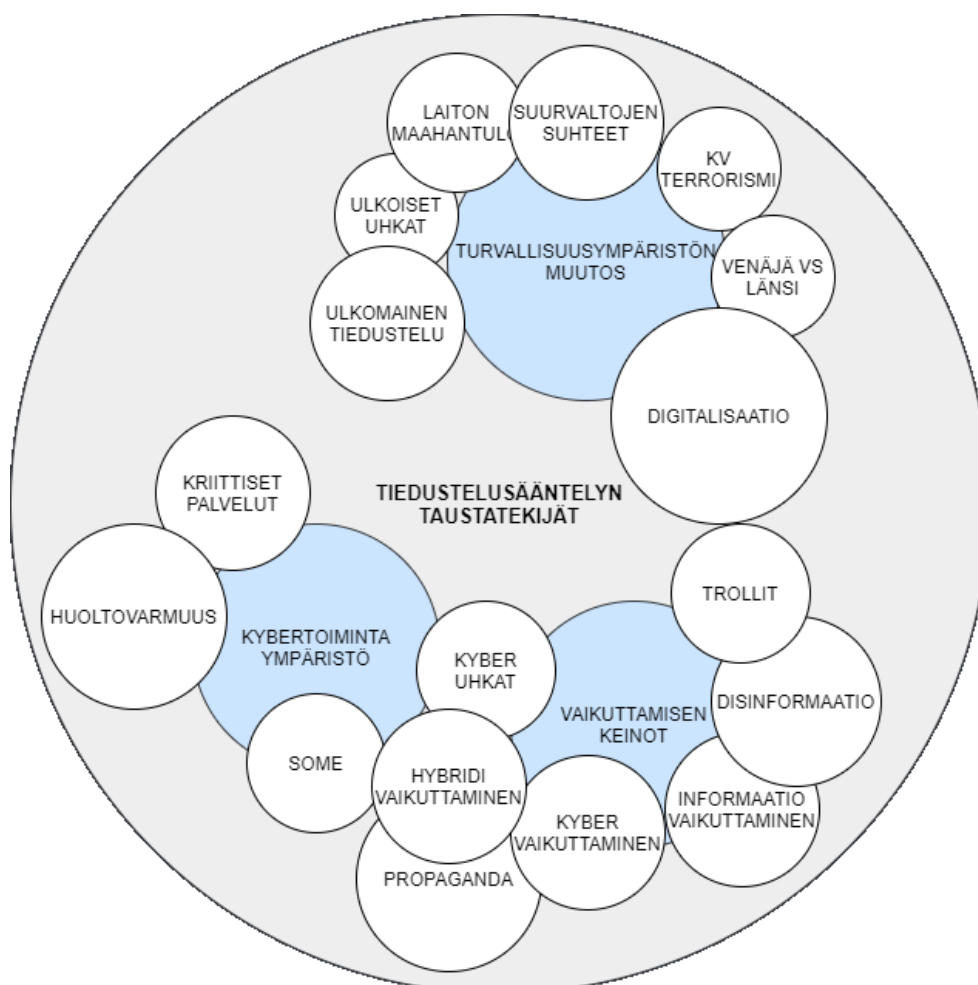 LAITON
MAAHANTULO
SUURVALTOJEN
SUHTEET
KV
TERRORISMI
ULKOISET
UHKAT
TURVALLISUUSYMPÄRISTÖN
MUUTOS
VENÄJÄ VS
LÄNSI
ULKOMAINEN
TIEDUSTELU
DIGITALISAATIO
KRIITTISET
PALVELUT
TIEDUSTELUSÄÄNTELYN
TAUSTATEKIJÄT
TROLLIT
HUOLTOVARMUUS
KYBERTOIMINTA
YMPÄRISTÖ
KYBER
UHKAT
VAIKUTTAMISEN
KEINOT
DISINFORMAATIO
SOME
HYBRIDI
VAIKUTTAMINEN
KYBER
VAIKUTTAMINEN
INFORMAATIO
VAIKUTTAMINEN
PROPAGANDA